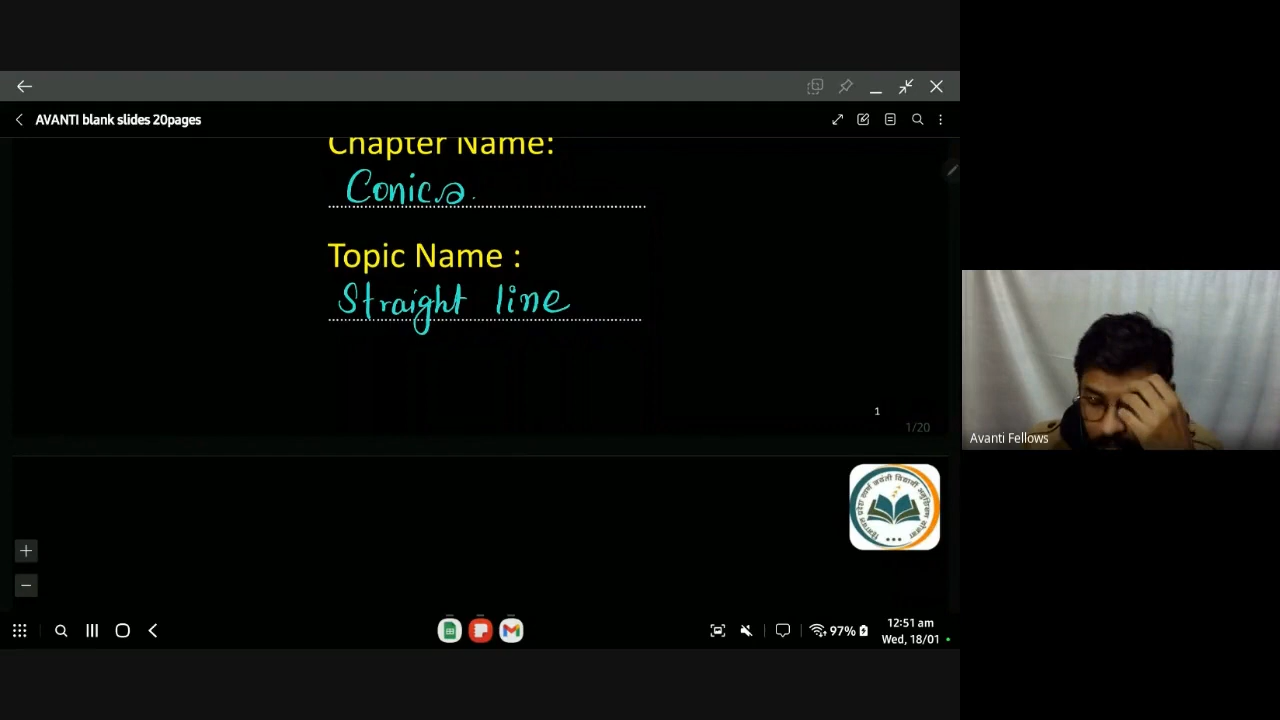 AVANTI blank slides 20pages
Chapter Name:
Conics.
Topic Name :
Straight line
1
1/20
Avanti Fellows
12:51 am
97%
Wed, 18/01